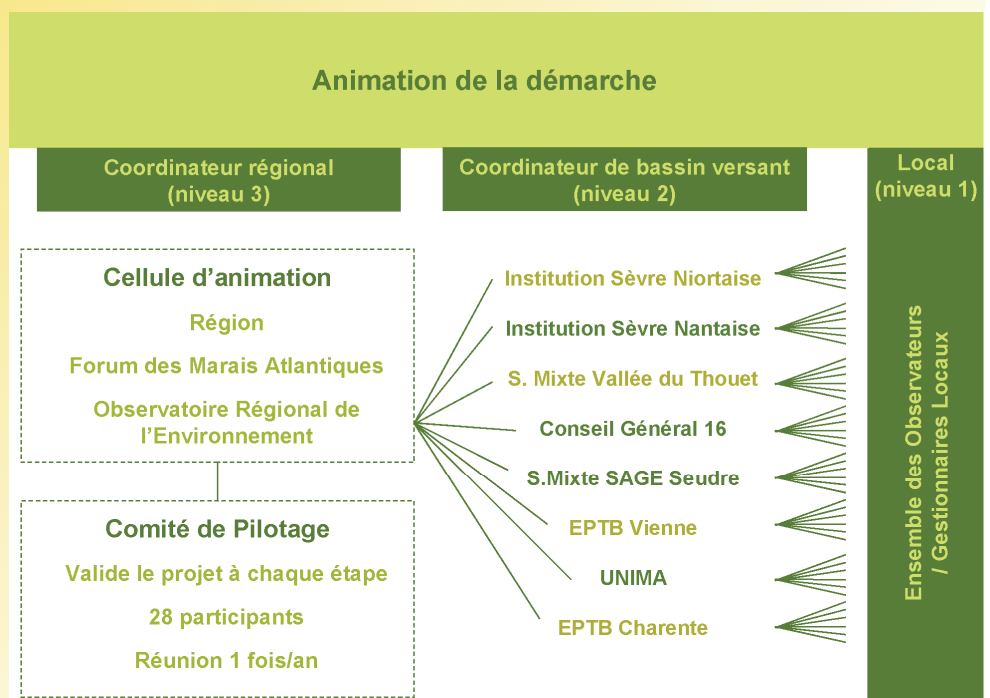 Animation de la démarche
Coordinateur régional
(niveau 3)
Coordinateur de bassin versant
(niveau 2)
Local
(niveau 1)
Cellule d’animation
Région
Forum des Marais Atlantiques
Observatoire Régional de
l’Environnement
Comité de Pilotage
Valide le projet à chaque étape
28 participants
Réunion 1 fois/an
Institution Sèvre Niortaise
Institution Sèvre Nantaise
S. Mixte Vallée du Thouet
Conseil Général 16
S.Mixte SAGE Seudre
EPTB Vienne
UNIMA
EPTB Charente
Ensemble des Observateurs
/ Gestionnaires Locaux